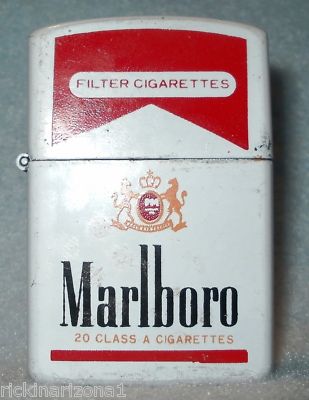 FILTER CIGARETTES
Marlboro
20 CLASS A CIGARETTES
rickinarizona1